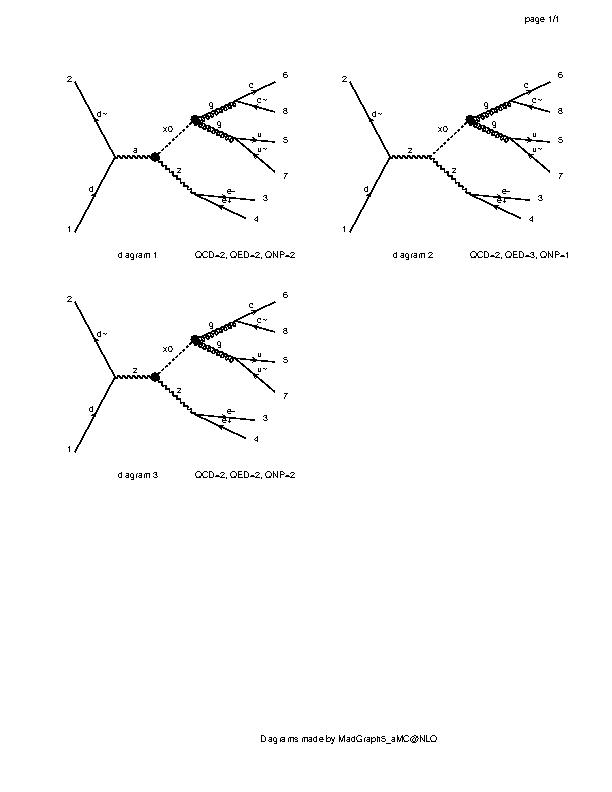 page 1/1
2 6
c
d~ g c~
8
x0 g
u 5
a u~
z 7
d e-
e+ 3
1 4
diagram 1 QCD=2, QED=2, QNP=2
2 6
c
d~ g c~
8
x0 g
u 5
z u~
z 7
d e-
e+ 3
1 4
diagram 2 QCD=2, QED=3, QNP=1
2 6
c
d~ g c~
8
x0 g
u 5
z u~
z 7
d e-
e+ 3
1 4
diagram 3 QCD=2, QED=2, QNP=2
Diagrams made by MadGraph5_aMC@NLO